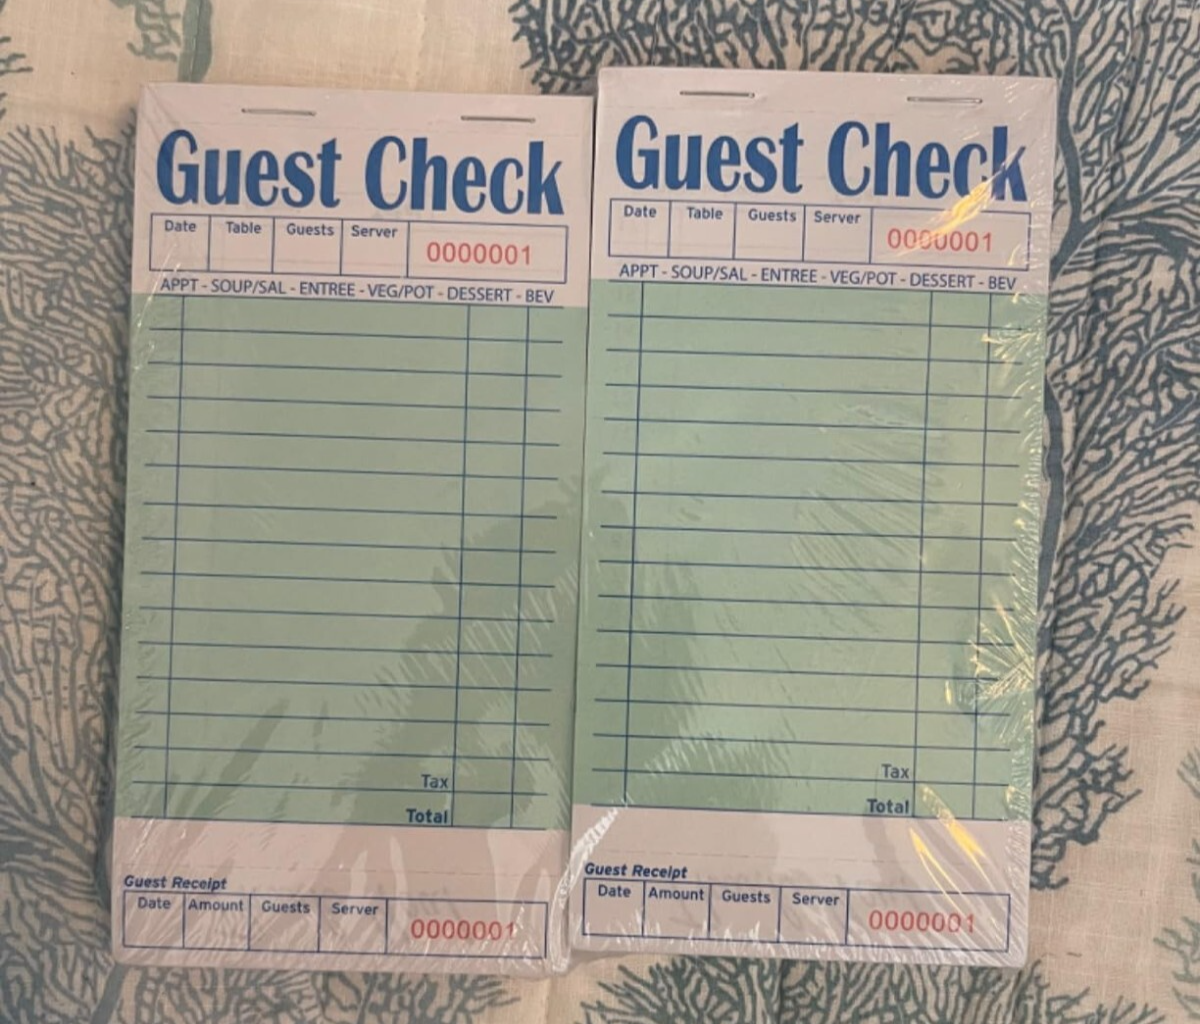 Guest Check
Date Table Guests Server 0000001
APPT - SOUP/SAL - ENTREE - VEG/POT - DESSERT - BEV
Tax
Total
Guest Receipt
Date Amount Guests Server 0000001
Guest Check
Date Table Guests Server 0000001
APPT - SOUP/SAL - ENTREE - VEG/POT - DESSERT - BEV
Tax
Total
Guest Receipt
Date Amount Guests Server 0000001